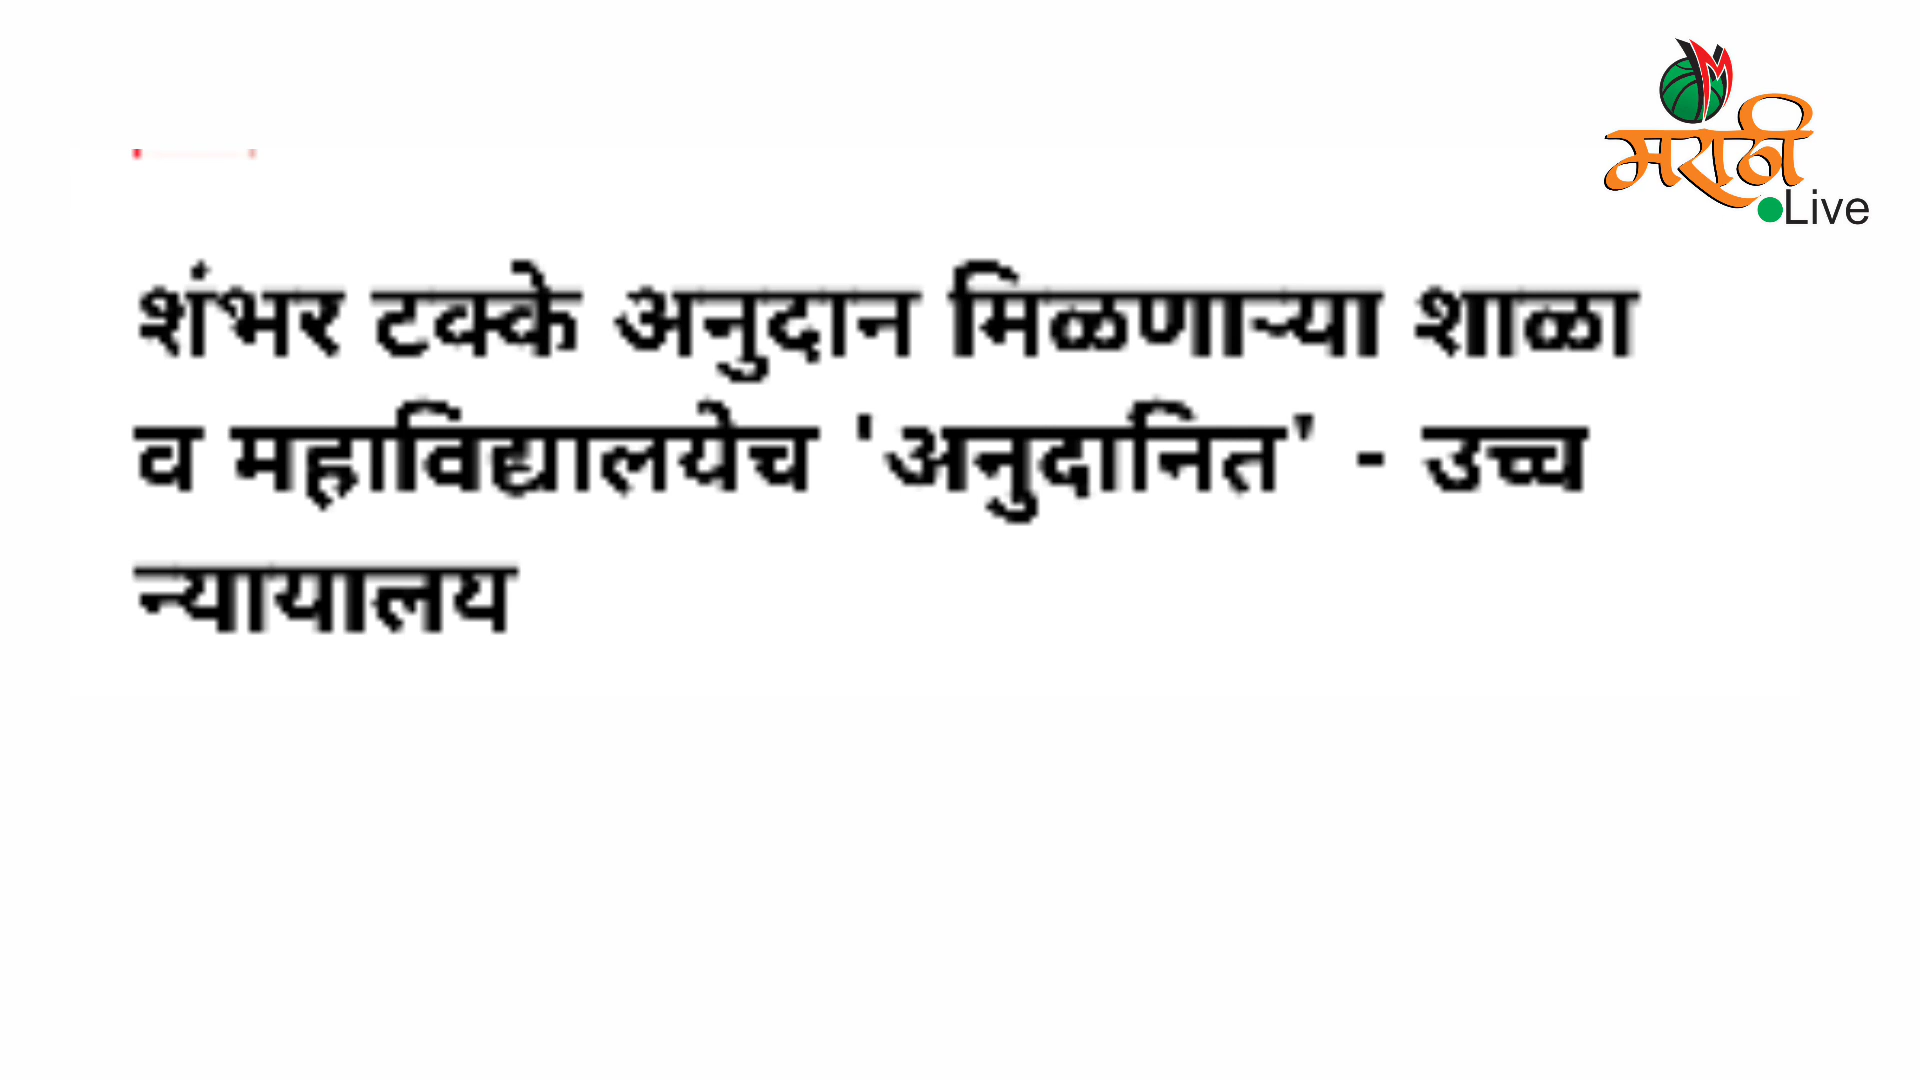 मराठी
Live
शंभर टक्के अनुदान मिळणाऱ्या शाळा
व महाविद्यालयेच 'अनुदानित' - उच्च
न्यायालय